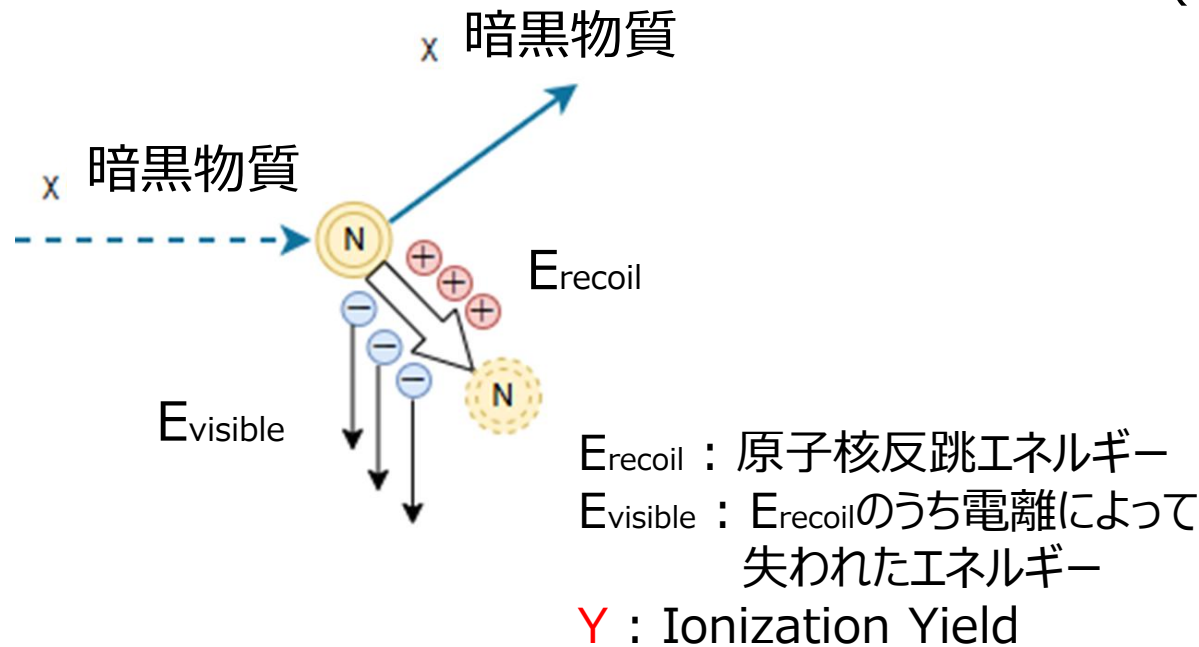 x 暗黒物質
x 暗黒物質
N
+
+
+
Erecoil
−
−
−
N
Evisible
Erecoil : 原子核反跳エネルギー
Evisible : Erecoilのうち電離によって
失われたエネルギー
Y : Ionization Yield